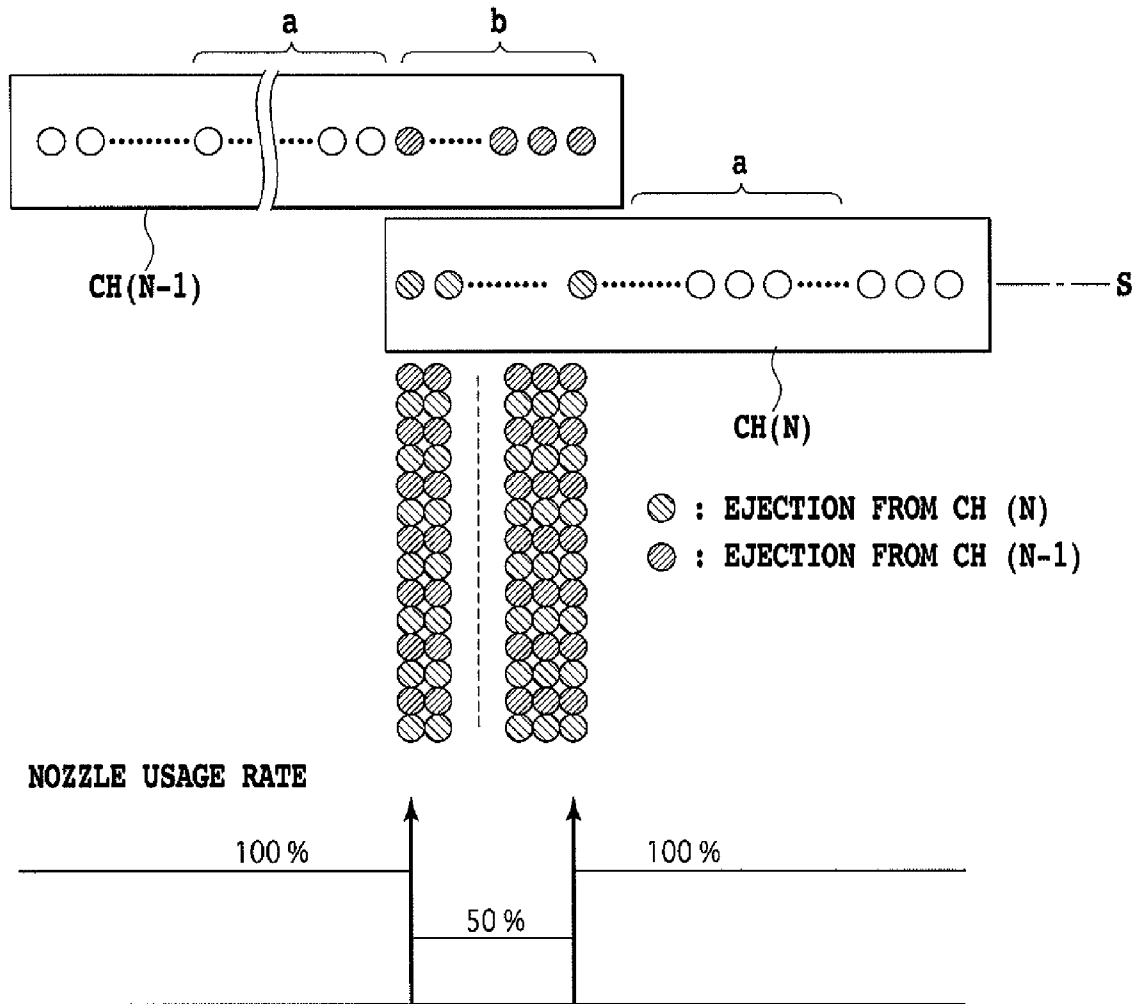 a
b
CH(N-1)
a
S
CH(N)
: EJECTION FROM CH (N)
: EJECTION FROM CH (N-1)
NOZZLE USAGE RATE
100 %
100 %
50 %